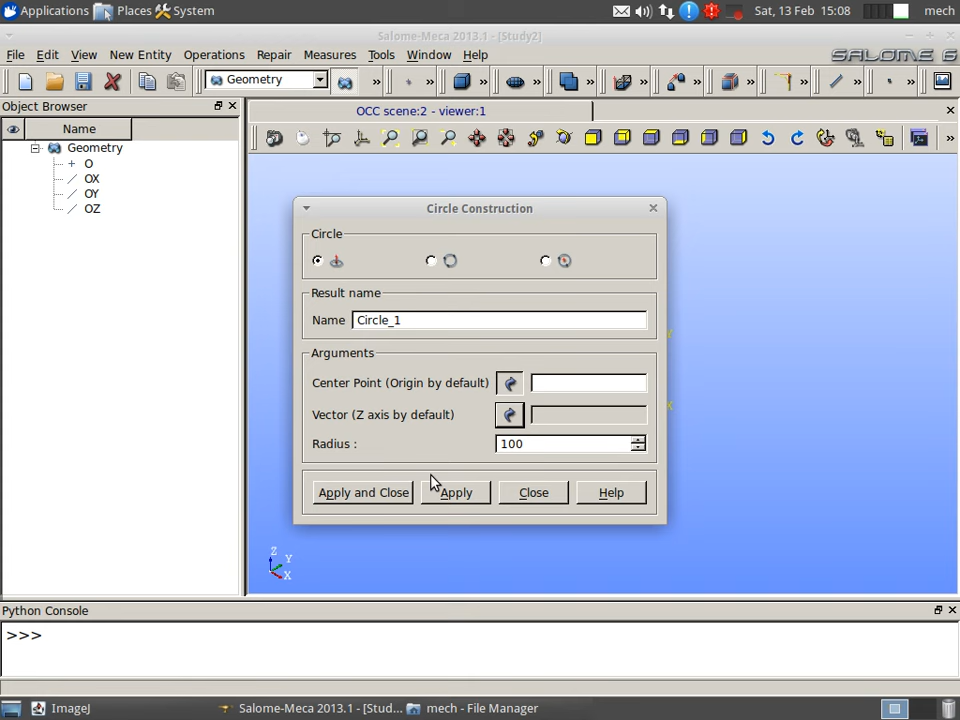 Applications Places System Sat, 13 Feb 15:08 mech
Salome-Meca 2013.1 - [Study2]
File Edit View New Entity Operations Repair Measures Tools Window Help SALOME 6
Geometry » » » » » » » » » » »
Object Browser
OCC scene:2 - viewer:1
Name
»
Geometry
O
OX
OY
OZ
Circle Construction
Circle
Result name
Name Circle_1
Arguments
Center Point (Origin by default)
Vector (Z axis by default)
Radius : 100
Apply and Close Apply Close Help
Z
Y
X
Python Console
>>>
ImageJ Salome-Meca 2013.1 - [Stud... mech - File Manager